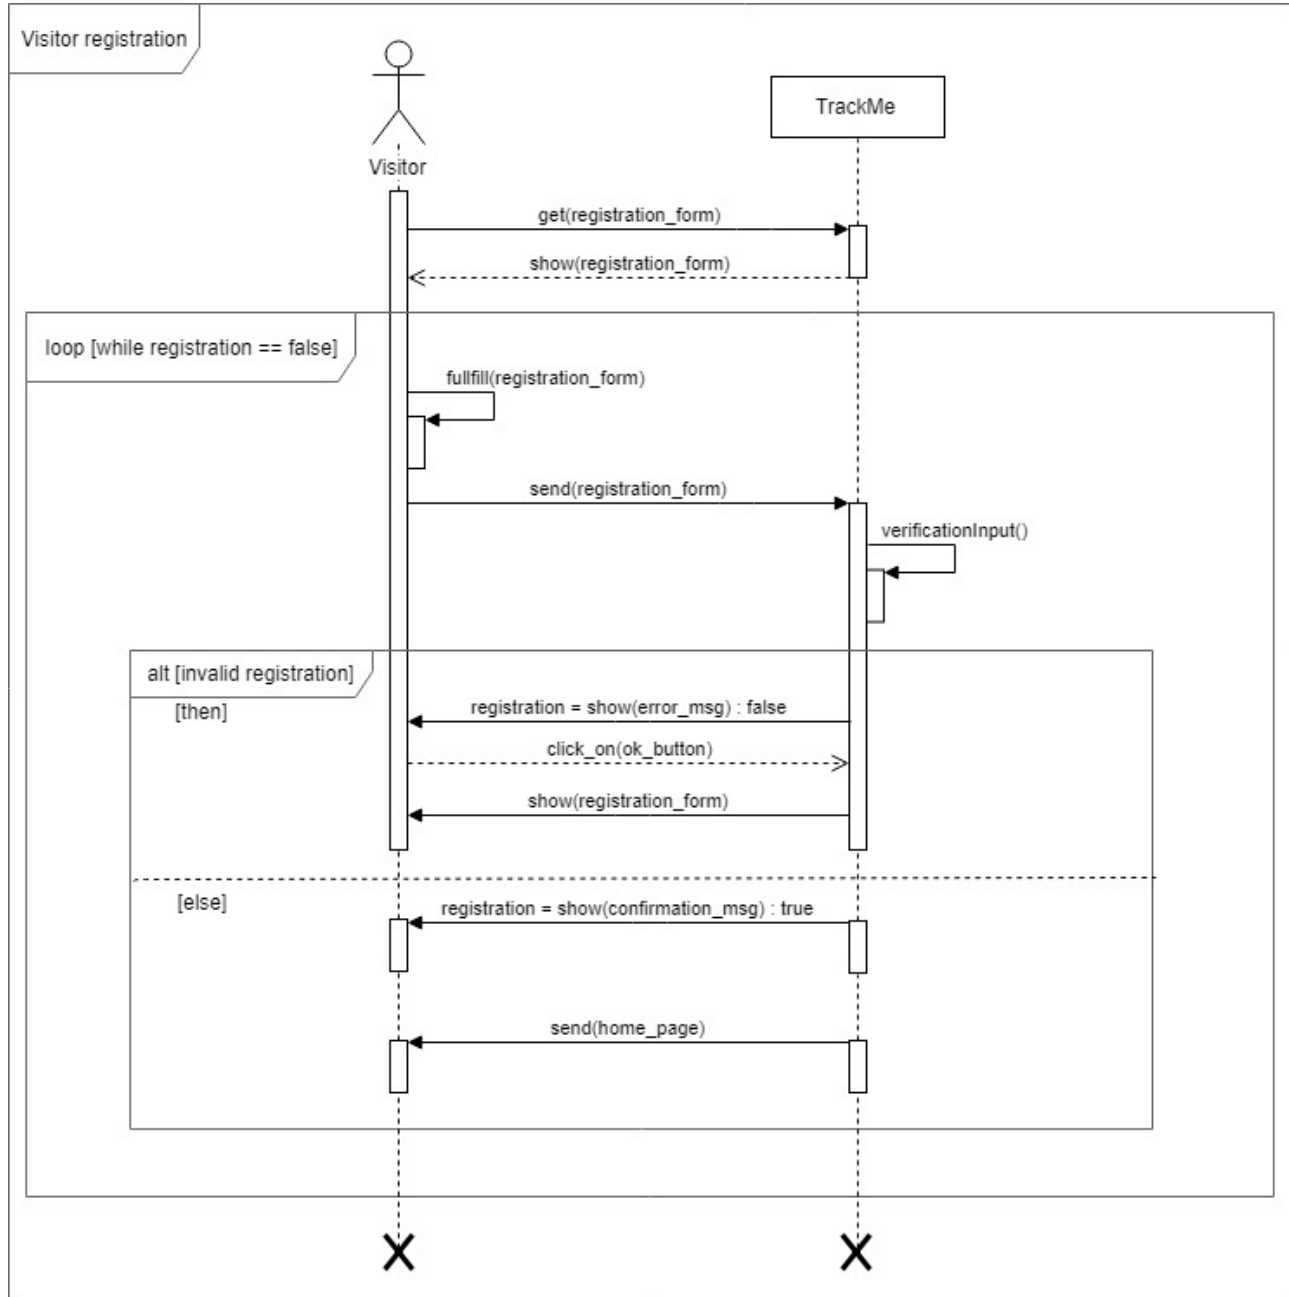 Visitor registration
TrackMe
Visitor
get(registration_form)
show(registration_form)
loop [while registration == false]
fullfill(registration_form)
send(registration_form)
verificationInput()
alt [invalid registration]
[then]
registration = show(error_msg) : false
click_on(ok_button)
show(registration_form)
[else]
registration = show(confirmation_msg) : true
send(home_page)